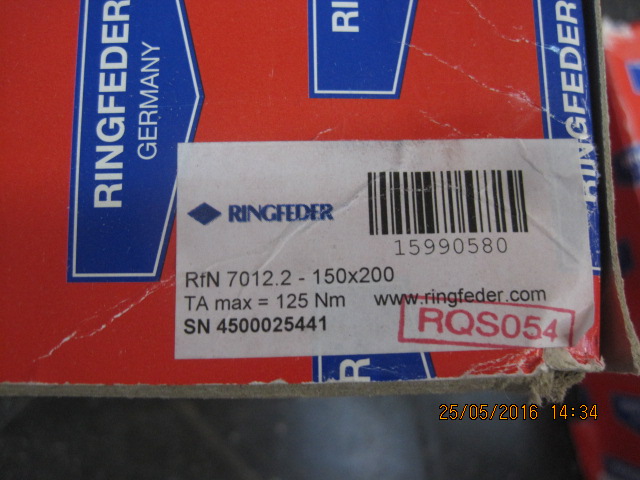 RINGFEDER
GERMANY
RINGFEDER
RINGFEDER
15990580
RfN 7012.2 - 150x200
TA max = 125 Nm www.ringfeder.com
SN 4500025441
RQS054
R
25/05/2016 14:34